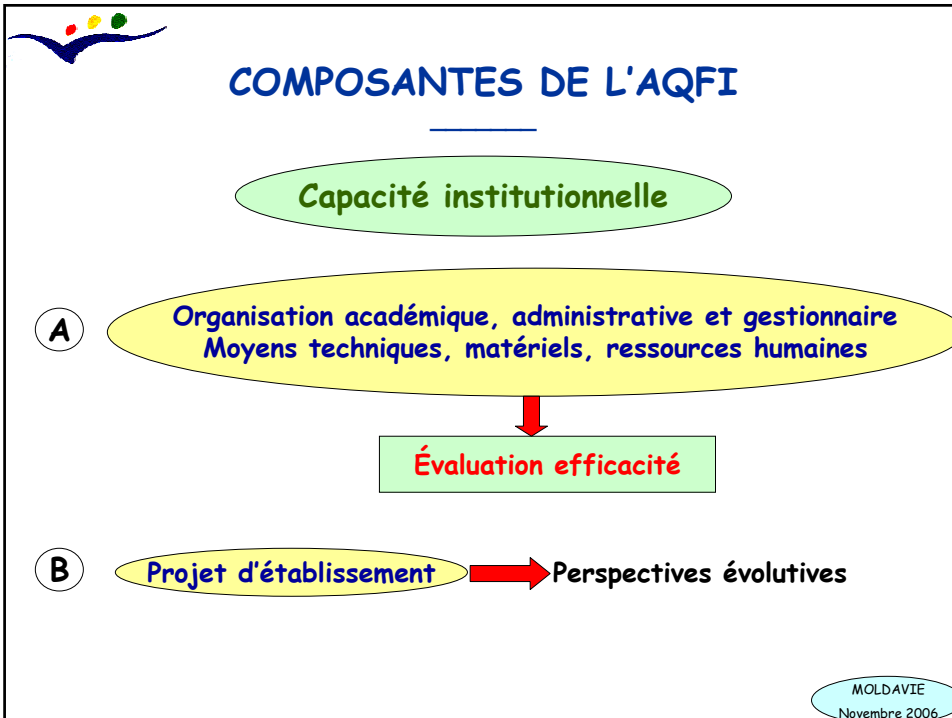 COMPOSANTES DE L'AQFI
Capacité institutionnelle
A
Organisation académique, administrative et gestionnaire
Moyens techniques, matériels, ressources humaines
Évaluation efficacité
B
Projet d'établissement
Perspectives évolutives
MOLDAVIE
Novembre 2006